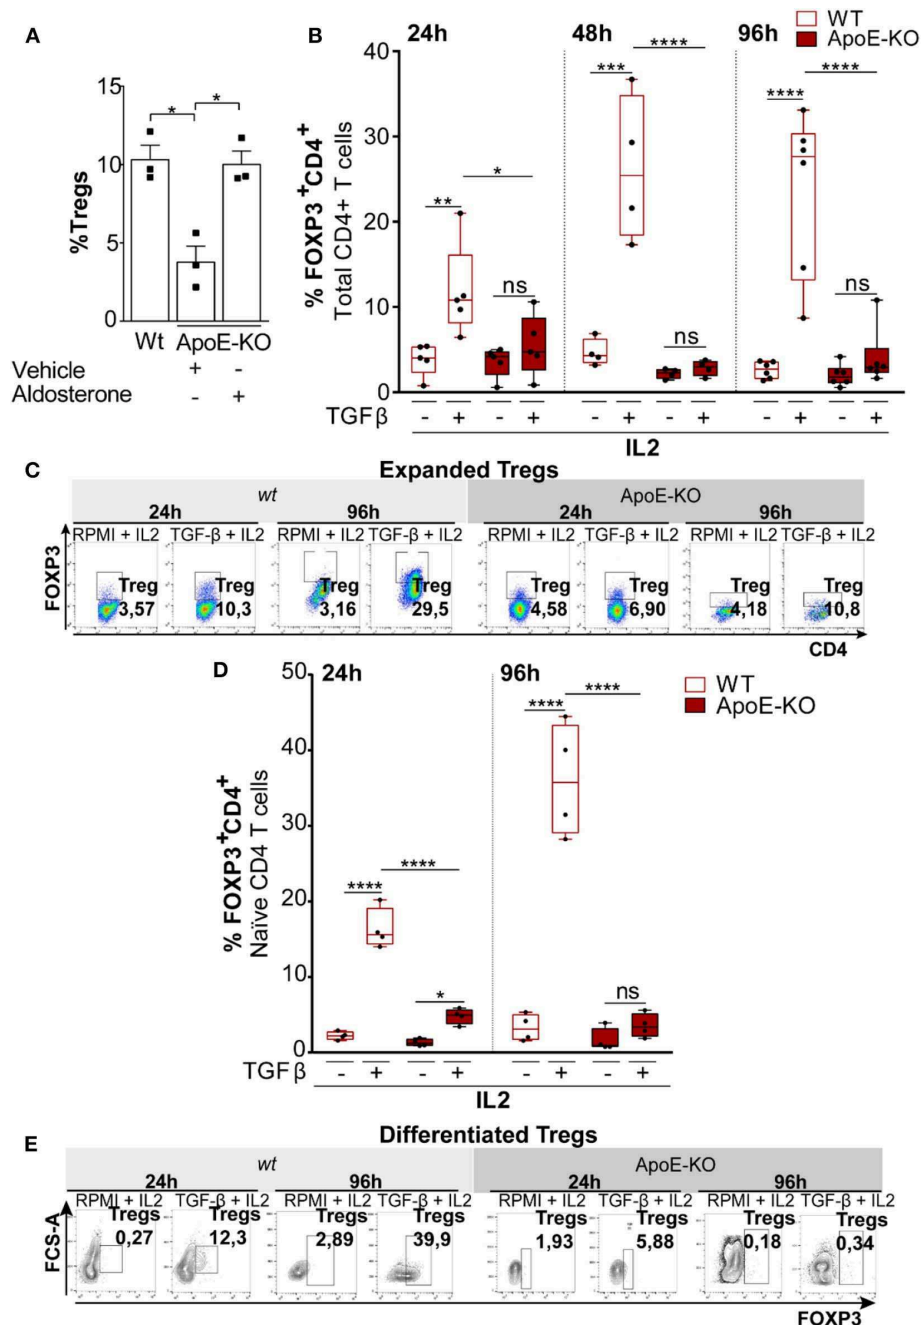 A
15
10
5
0
%Tregs
* *
Wt ApoE-KO
Vehicle + -
Aldosterone - +
B
WT
ApoE-KO
24h 48h 96h
40
30
20
10
0
% FOXP3 +CD4+
Total CD4+ T cells
** * ns
*** **** ns
**** **** ns
TGFβ - + - + - + - + - + - +
IL2
C
Expanded Tregs
wt ApoE-KO
24h 96h 24h 96h
RPMI + IL2 TGF-β + IL2 RPMI + IL2 TGF-β + IL2 RPMI + IL2 TGF-β + IL2 RPMI + IL2 TGF-β + IL2
FOXP3
Treg Treg Treg Treg Treg Treg Treg Treg
3,57 10,3 3,16 29,5 4,58 6,90 4,18 10,8
CD4
D
WT
ApoE-KO
24h 96h
50
40
30
20
10
0
% FOXP3+CD4+
Naïve CD4 T cells
**** **** *
**** **** ns
TGFβ - + - + - + - +
IL2
E
Differentiated Tregs
wt ApoE-KO
24h 96h 24h 96h
RPMI + IL2 TGF-β + IL2 RPMI + IL2 TGF-β + IL2 RPMI + IL2 TGF-β + IL2 RPMI + IL2 TGF-β + IL2
FCS-A
Tregs Tregs Tregs Tregs Tregs Tregs Tregs Tregs
0,27 12,3 2,89 39,9 1,93 5,88 0,18 0,34
FOXP3